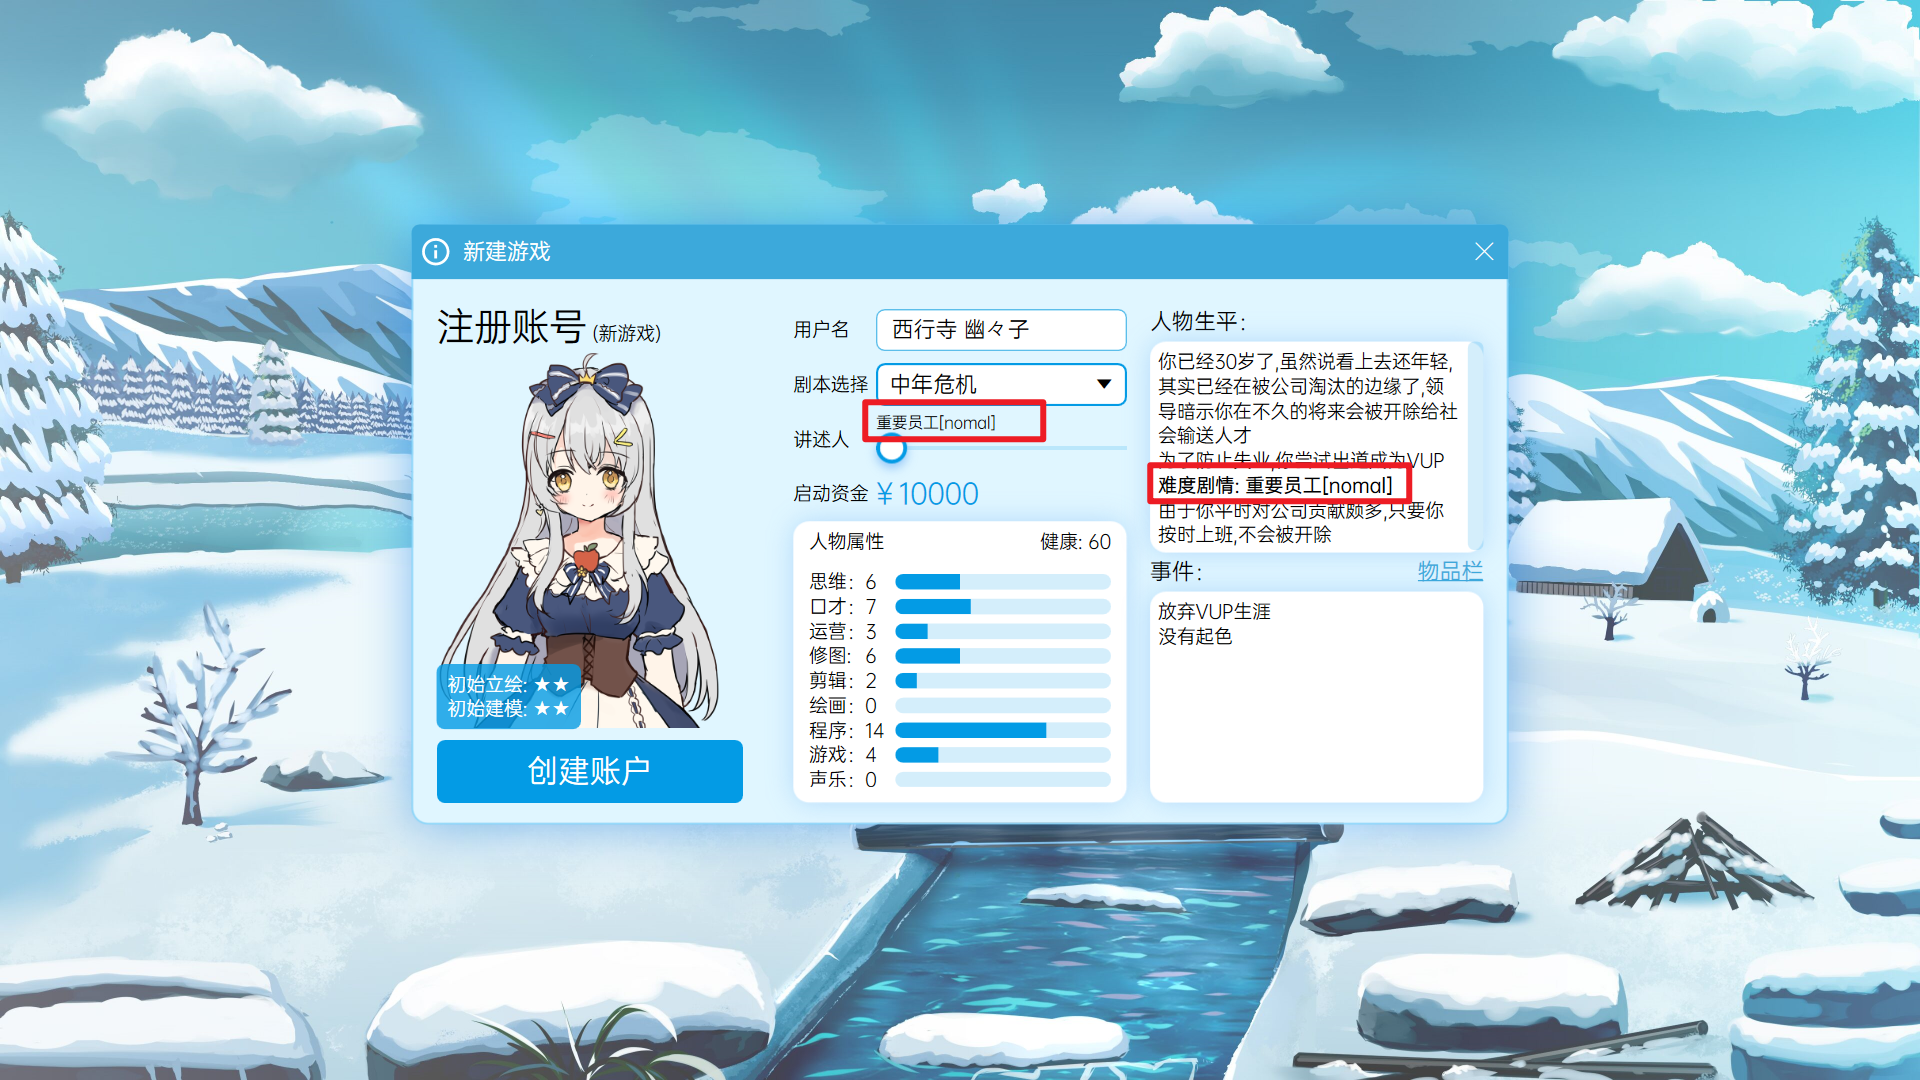 新建游戏
注册账号 (新游戏)
初始立绘: ★★
初始建模: ★★
创建账户
用户名
西行寺 幽々子
剧本选择
中年危机
讲述人
重要员工[nomal]
启动资金 ¥10000
人物属性
健康: 60
思维: 6
口才: 7
运营: 3
修图: 6
剪辑: 2
绘画: 0
程序: 14
游戏: 4
声乐: 0
人物生平:
你已经30岁了,虽然说看上去还年轻,
其实已经在被公司淘汰的边缘了,领
导暗示你在不久的将来会被开除给社
会输送人才
为了防止失业,你尝试出道成为VUP
难度剧情: 重要员工[nomal]
由于你平时对公司贡献颇多,只要你
按时上班,不会被开除
事件:
物品栏
放弃VUP生涯
没有起色